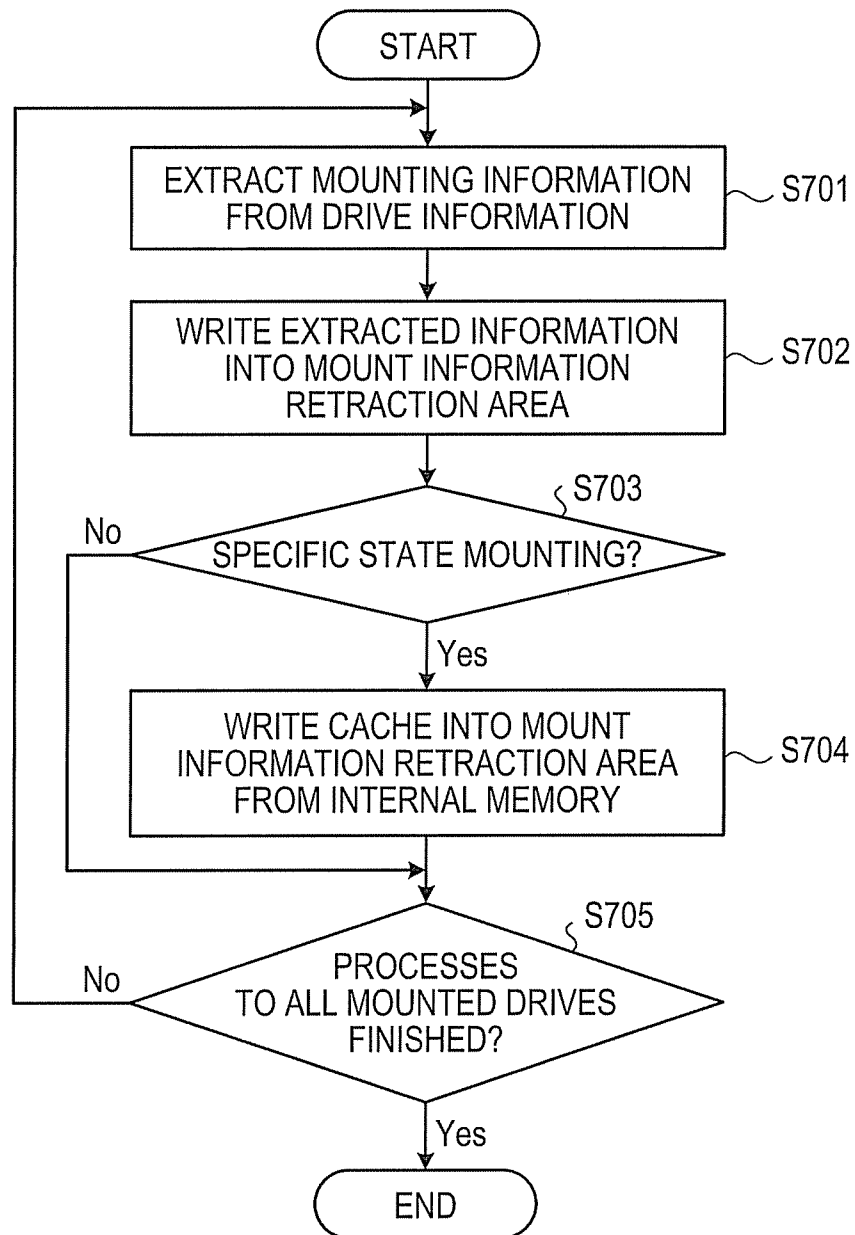 START
EXTRACT MOUNTING INFORMATION
FROM DRIVE INFORMATION
S701
WRITE EXTRACTED INFORMATION
INTO MOUNT INFORMATION
RETRACTION AREA
S702
S703
No
SPECIFIC STATE MOUNTING?
Yes
WRITE CACHE INTO MOUNT
INFORMATION RETRACTION AREA
FROM INTERNAL MEMORY
S704
S705
No
PROCESSES
TO ALL MOUNTED DRIVES
FINISHED?
Yes
END